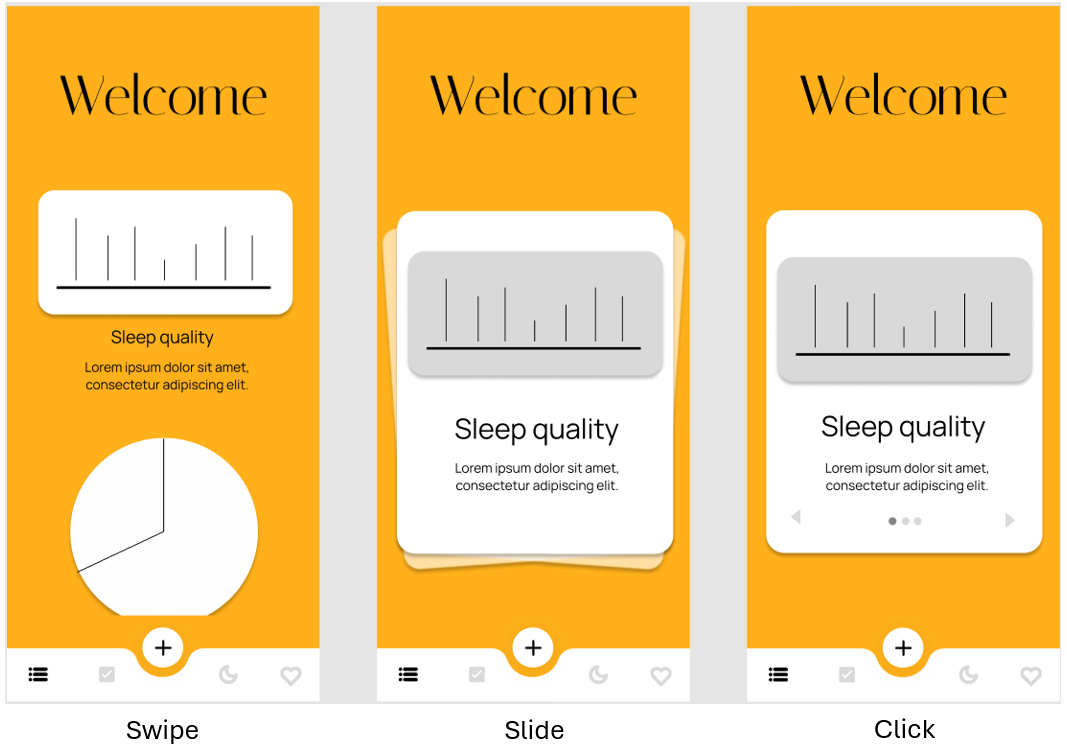 Welcome
Sleep quality
Lorem ipsum dolor sit amet,
consectetur adipiscing elit.
Swipe
Welcome
Sleep quality
Lorem ipsum dolor sit amet,
consectetur adipiscing elit.
Slide
Welcome
Sleep quality
Lorem ipsum dolor sit amet,
consectetur adipiscing elit.
Click